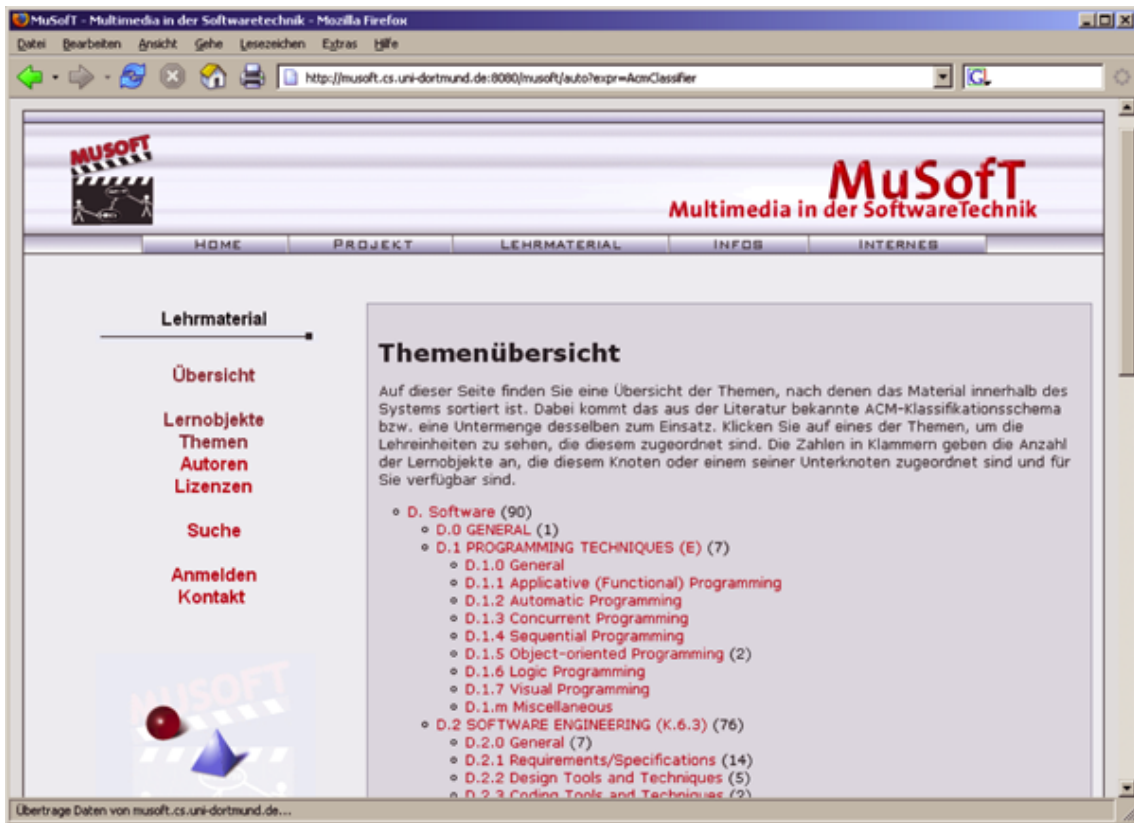 MuSofT - Multimedia in der Softwaretechnik - Mozilla Firefox
Datei Bearbeiten Ansicht Gehe Lesezeichen Extras Hilfe
http://musoft.cs.uni-dortmund.de:8080/musoft/auto?expr=AcmClassifier
G
MUSOFT
MuSofT
Multimedia in der SoftwareTechnik
HOME PROJEKT LEHRMATERIAL INFOS INTERNES
Lehrmaterial
Übersicht
Lernobjekte
Themen
Autoren
Lizenzen
Suche
Anmelden
Kontakt
MUSOFT
Themenübersicht
Auf dieser Seite finden Sie eine Übersicht der Themen, nach denen das Material innerhalb des
Systems sortiert ist. Dabei kommt das aus der Literatur bekannte ACM-Klassifikationsschema
bzw. eine Untermenge desselben zum Einsatz. Klicken Sie auf eines der Themen, um die
Lehreinheiten zu sehen, die diesem zugeordnet sind. Die Zahlen in Klammern geben die Anzahl
der Lernobjekte an, die diesem Knoten oder einem seiner Unterknoten zugeordnet sind und für
Sie verfügbar sind.
D. Software (90)
D.0 GENERAL (1)
D.1 PROGRAMMING TECHNIQUES (E) (7)
D.1.0 General
D.1.1 Applicative (Functional) Programming
D.1.2 Automatic Programming
D.1.3 Concurrent Programming
D.1.4 Sequential Programming
D.1.5 Object-oriented Programming (2)
D.1.6 Logic Programming
D.1.7 Visual Programming
D.1.m Miscellaneous
D.2 SOFTWARE ENGINEERING (K.6.3) (76)
D.2.0 General (7)
D.2.1 Requirements/Specifications (14)
D.2.2 Design Tools and Techniques (5)
D.2.3 Coding Tools and Techniques (2)
Übertrage Daten von musoft.cs.uni-dortmund.de...